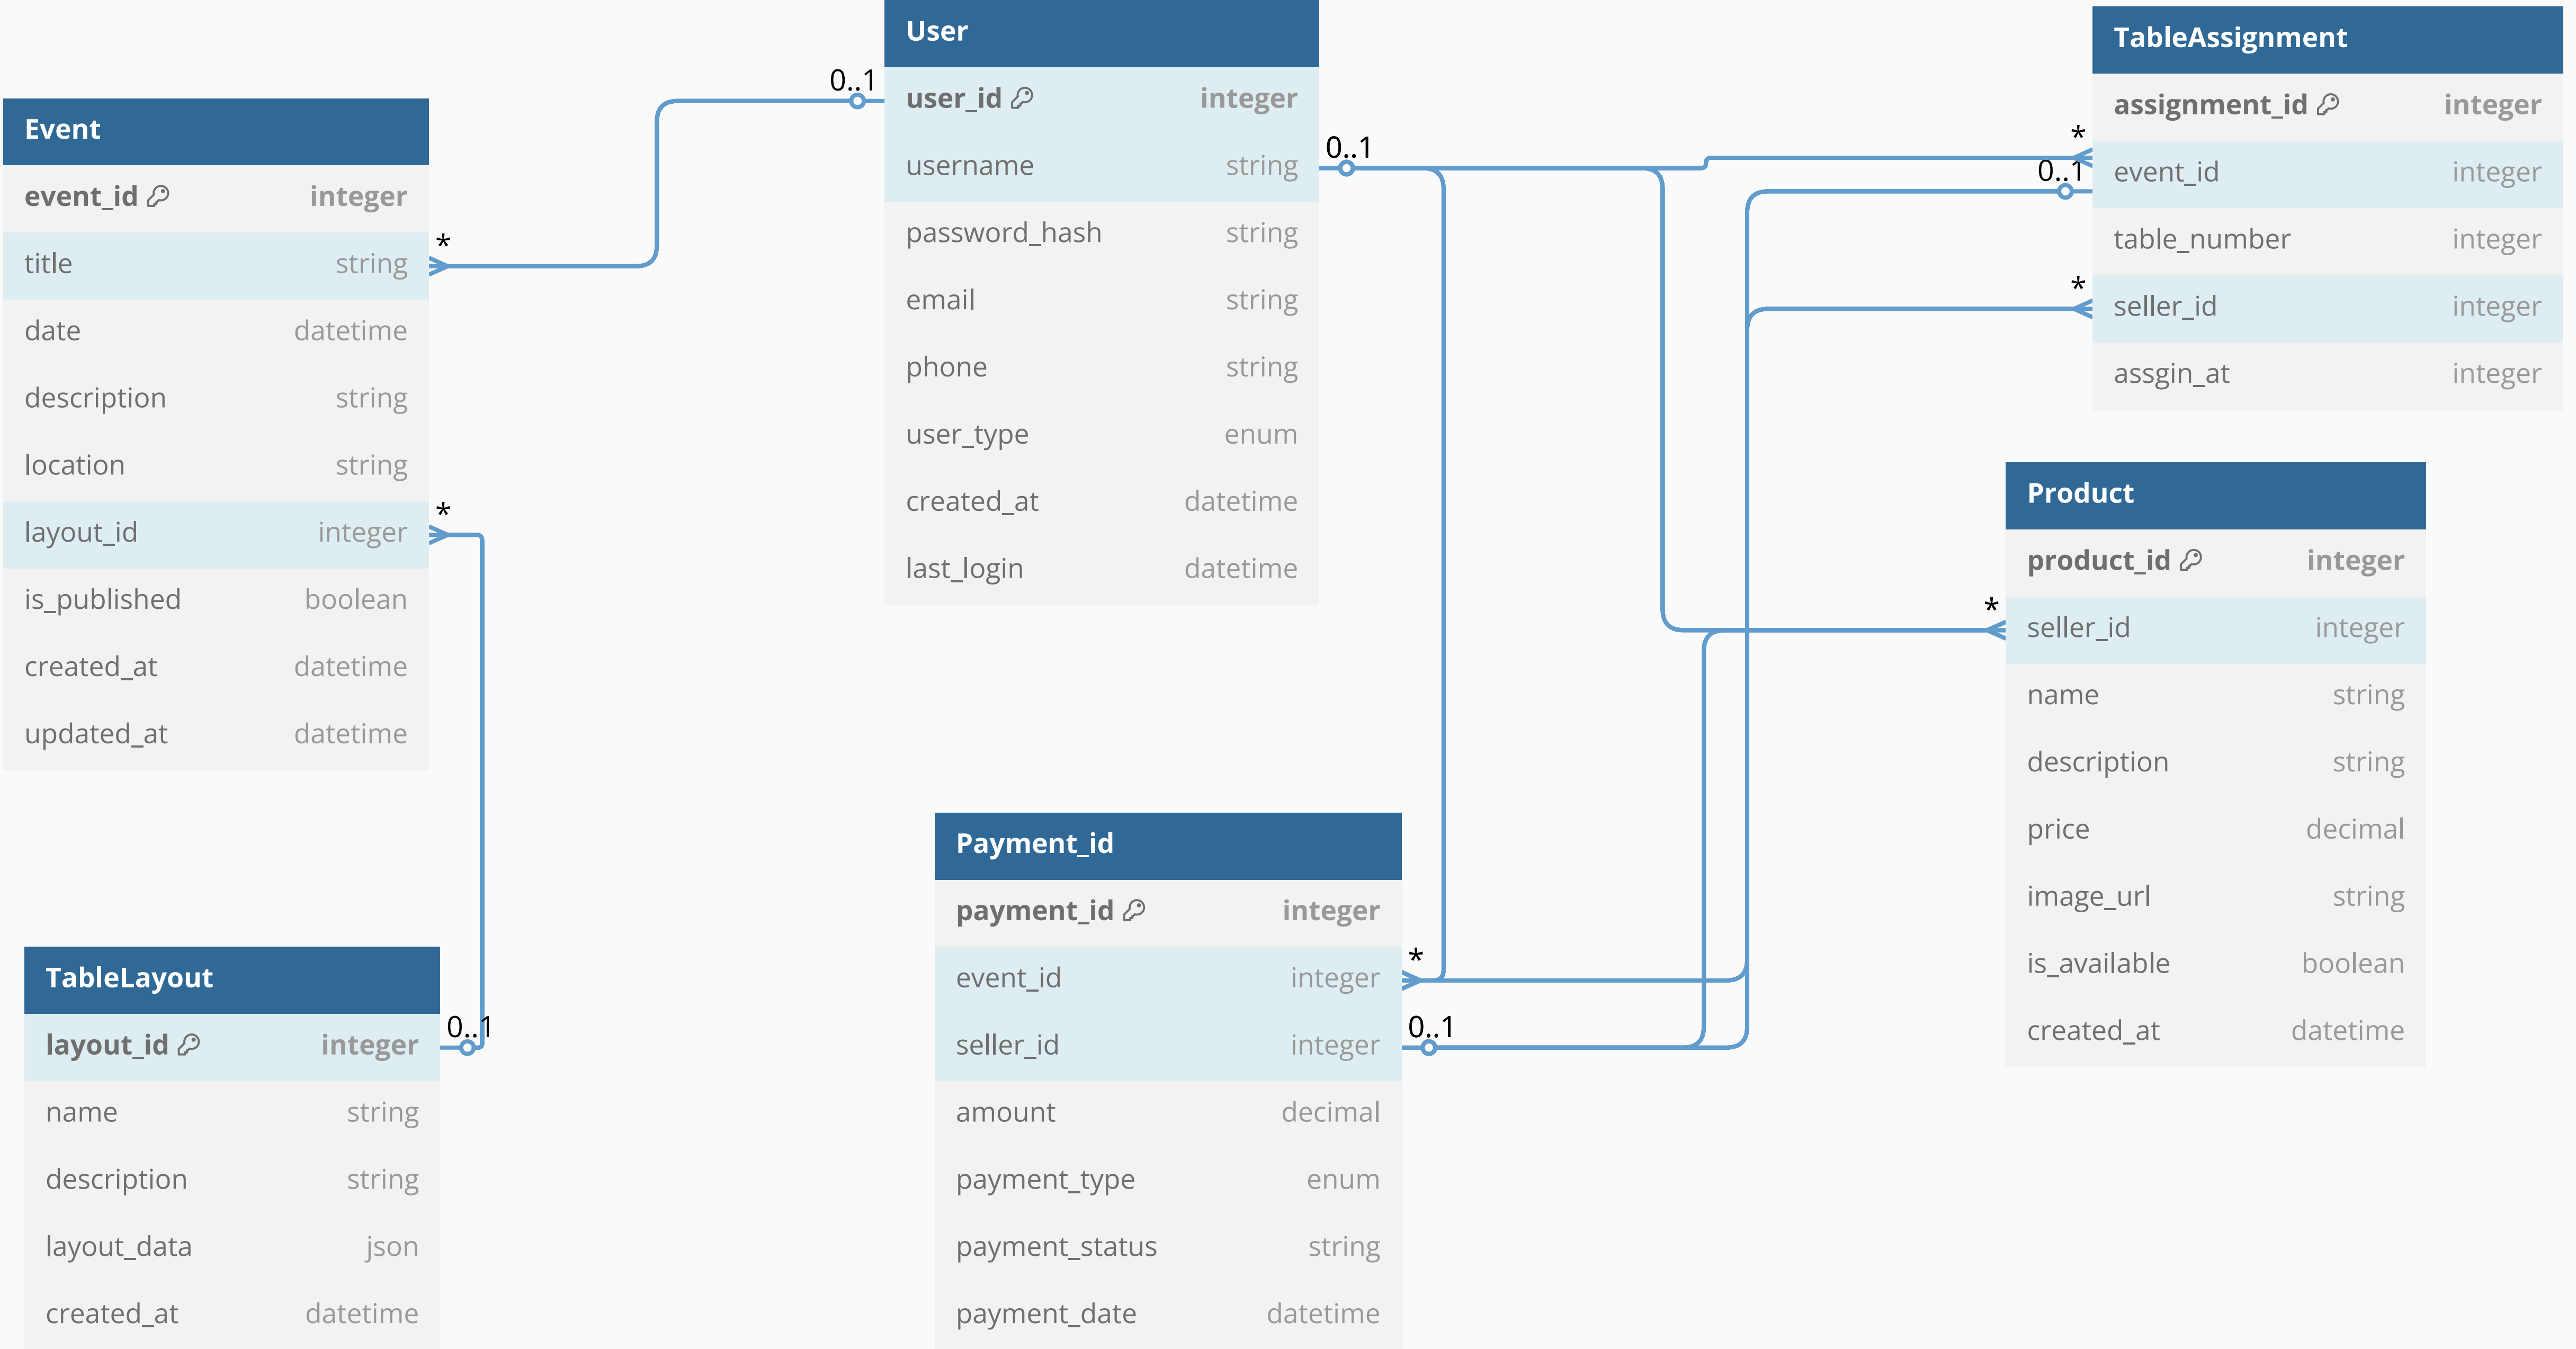 Event
event_id integer
title string
date datetime
description string
location string
layout_id integer
is_published boolean
created_at datetime
updated_at datetime
*
*
TableLayout
layout_id integer
name string
description string
layout_data json
created_at datetime
0..1
0..1
User
user_id integer
username string
password_hash string
email string
phone string
user_type enum
created_at datetime
last_login datetime
0..1
Payment_id
payment_id integer
event_id integer
seller_id integer
amount decimal
payment_type enum
payment_status string
payment_date datetime
*
0..1
*
0..1
*
TableAssignment
assignment_id integer
event_id integer
table_number integer
seller_id integer
assgin_at integer
*
Product
product_id integer
seller_id integer
name string
description string
price decimal
image_url string
is_available boolean
created_at datetime